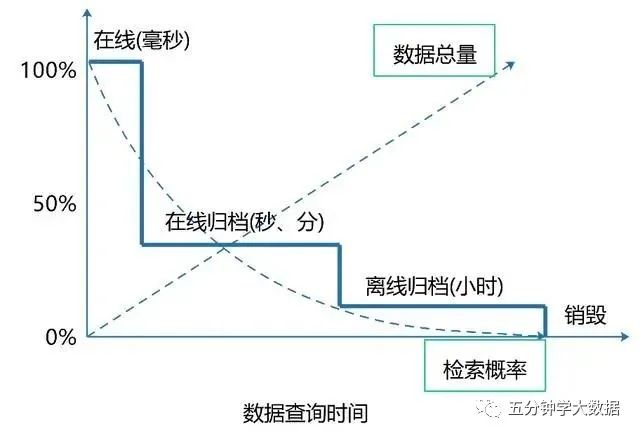 在线(毫秒)
数据总量
100%
50%
在线归档(秒、分)
离线归档(小时)
销毁
0%
检索概率
数据查询时间
五分钟学大数据